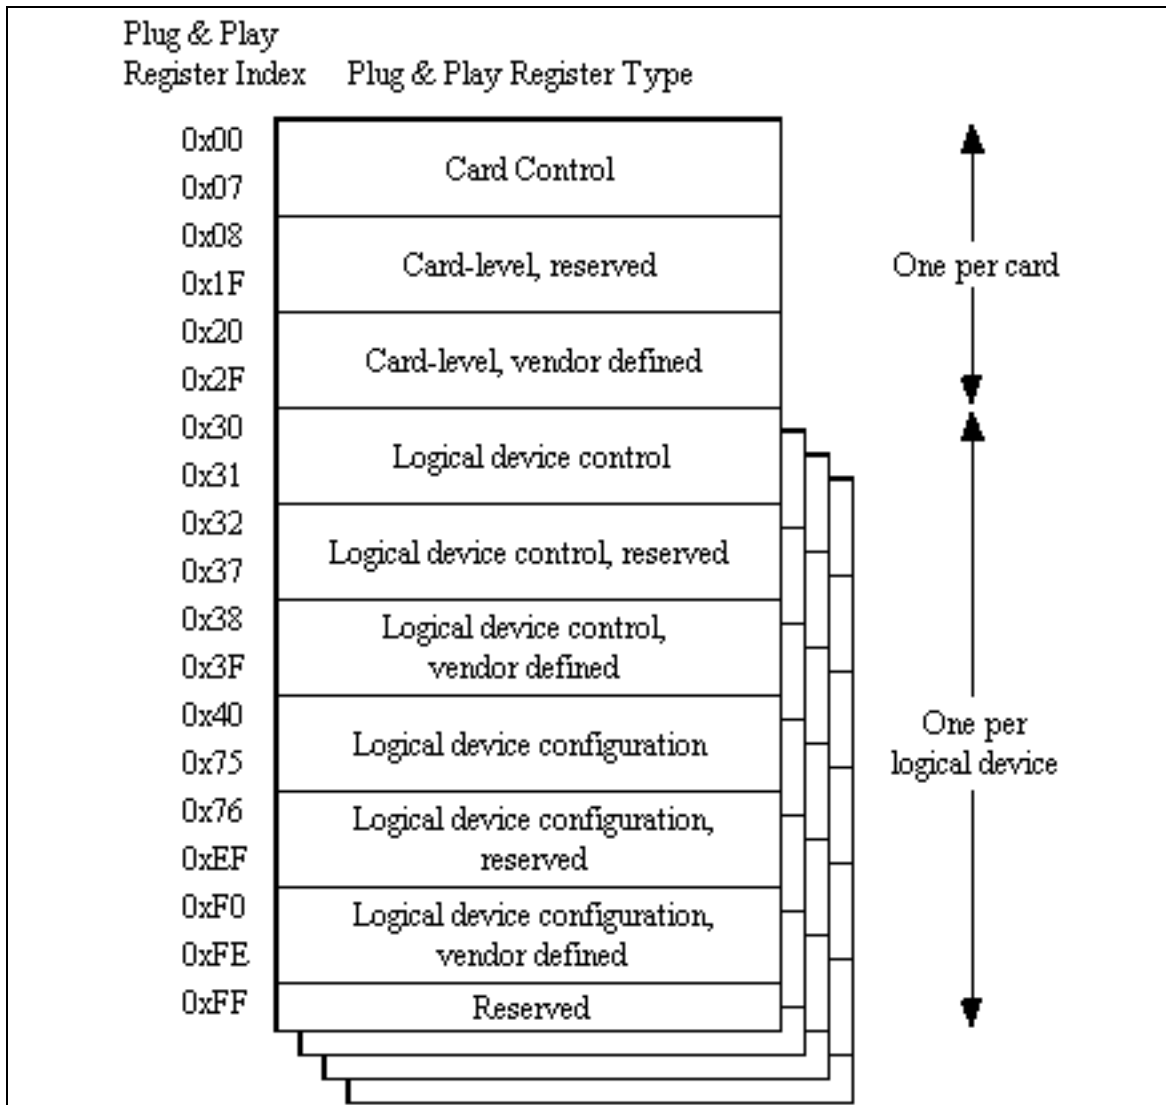 Plug & Play
Register Index Plug & Play Register Type
0x00
Card Control
0x07
0x08
Card-level, reserved
One per card
0x1F
0x20
Card-level, vendor defined
0x2F
0x30
Logical device control
0x31
0x32
Logical device control, reserved
0x37
0x38
Logical device control,
vendor defined
0x3F
0x40
Logical device configuration
One per
logical device
0x75
0x76
Logical device configuration,
reserved
0xEF
0xF0
Logical device configuration,
vendor defined
0xFE
0xFF
Reserved